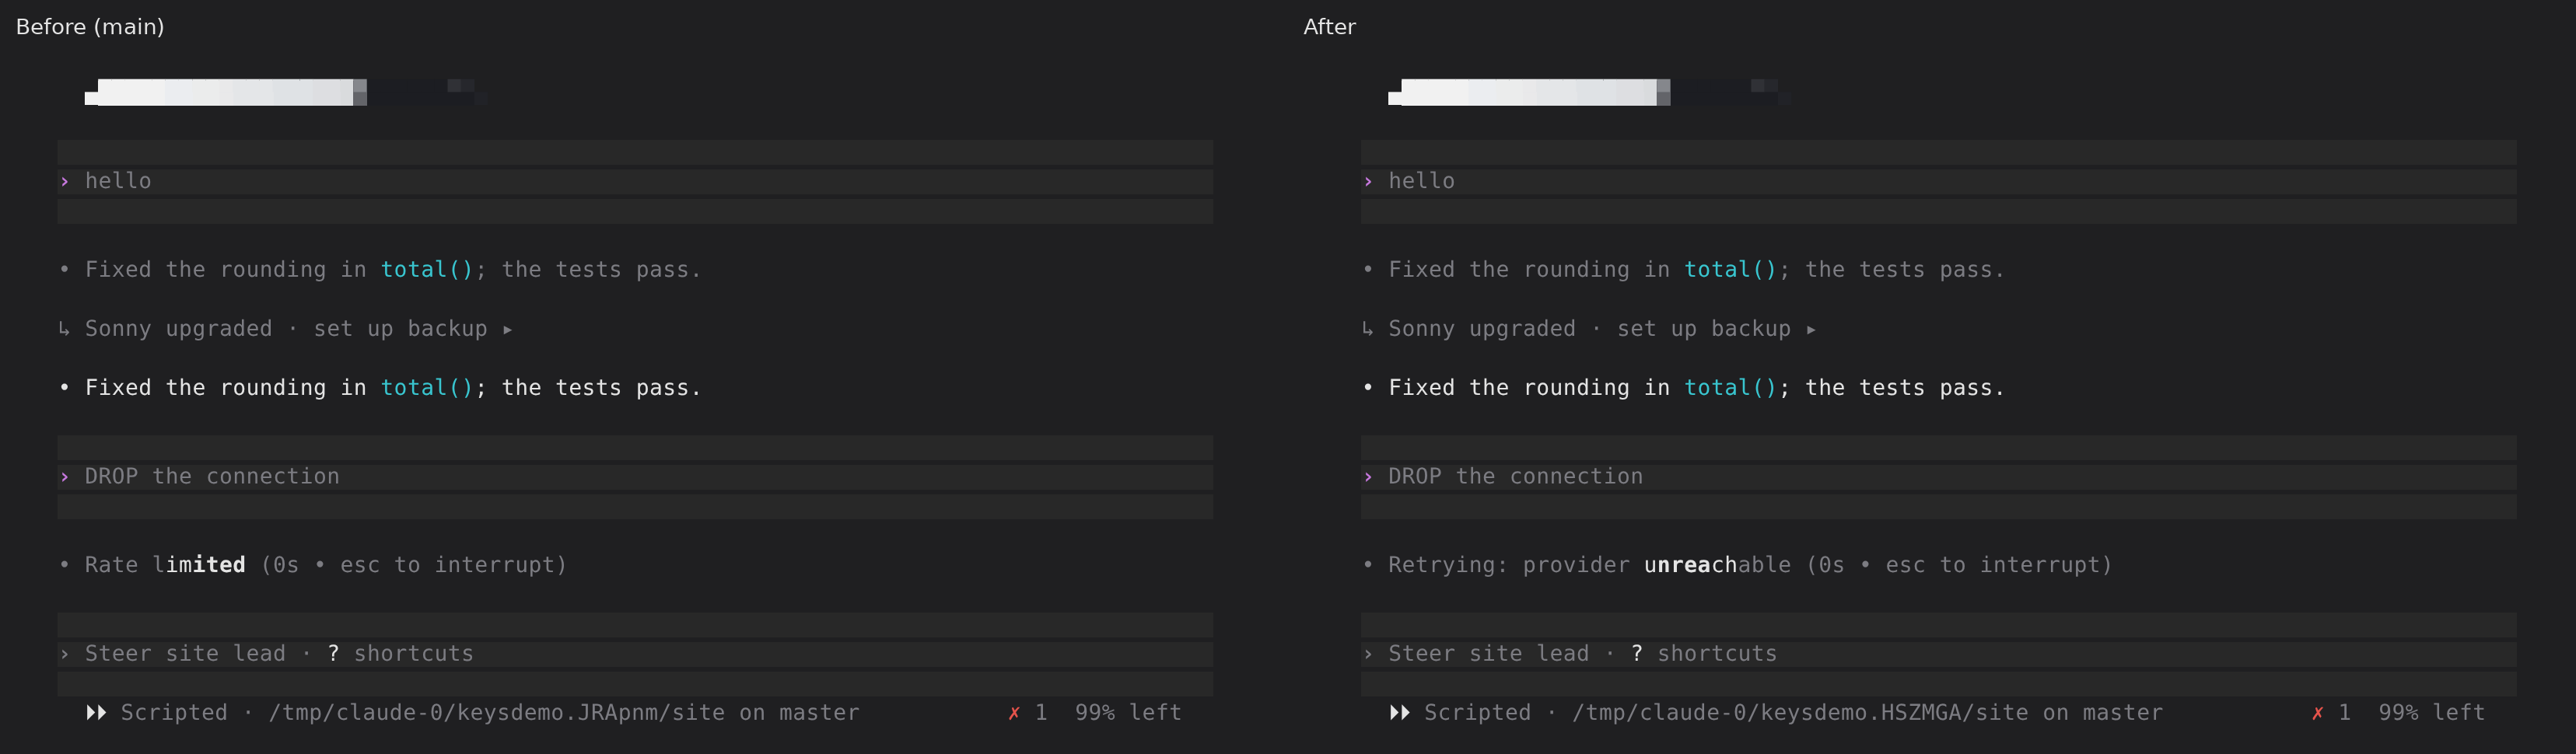 Before (main)
› hello
• Fixed the rounding in total(); the tests pass.
↳ Sonny upgraded · set up backup ▸
• Fixed the rounding in total(); the tests pass.
› DROP the connection
• Rate limited (0s • esc to interrupt)
› Steer site lead · ? shortcuts
⏵⏵ Scripted · /tmp/claude-0/keysdemo.JRApnm/site on master ✗ 1 99% left
After
› hello
• Fixed the rounding in total(); the tests pass.
↳ Sonny upgraded · set up backup ▸
• Fixed the rounding in total(); the tests pass.
› DROP the connection
• Retrying: provider unreachable (0s • esc to interrupt)
› Steer site lead · ? shortcuts
⏵⏵ Scripted · /tmp/claude-0/keysdemo.HSZMGA/site on master ✗ 1 99% left